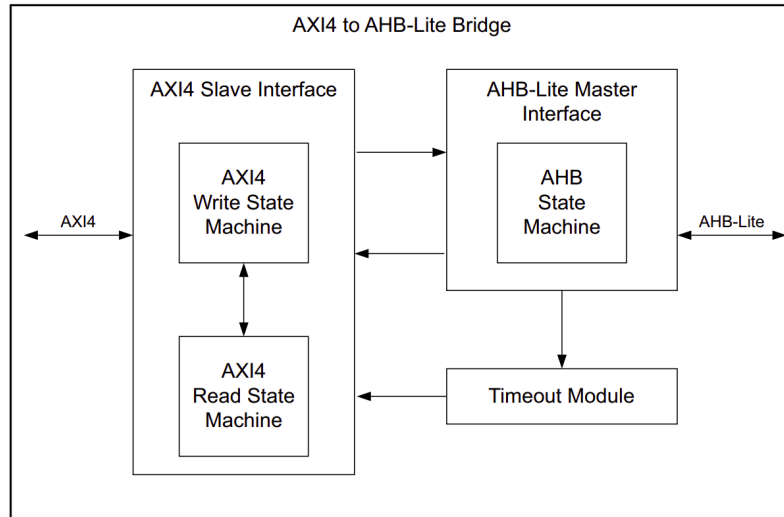 AXI4 to AHB-Lite Bridge
AXI4 Slave Interface
AHB-Lite Master
Interface
AXI4
Write State
Machine
AHB
State
Machine
AXI4
AHB-Lite
AXI4
Read State
Machine
Timeout Module